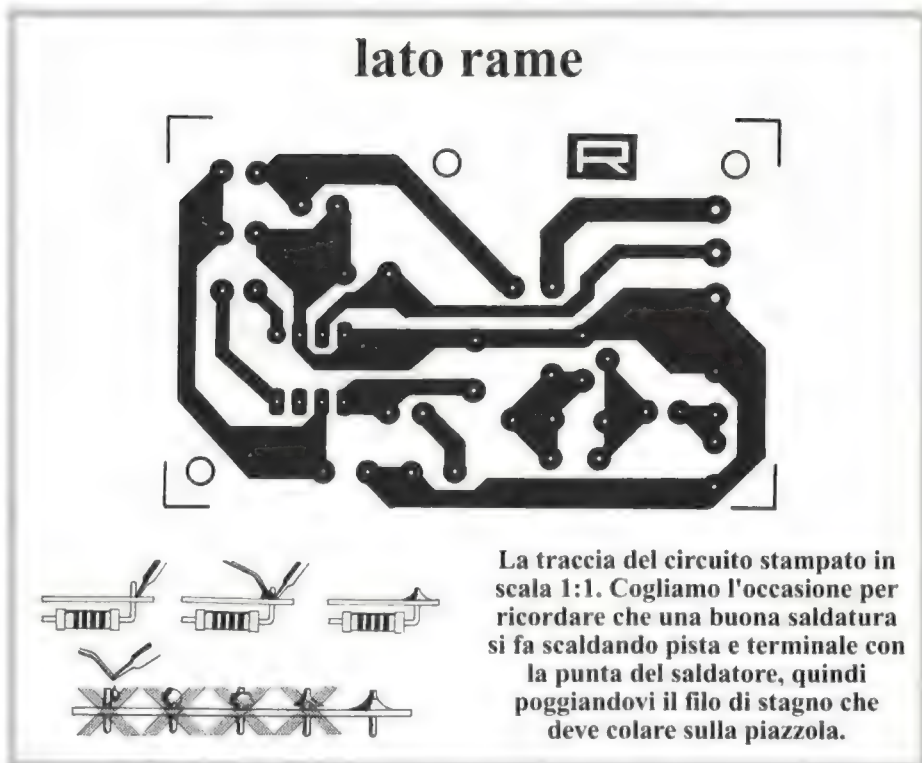 lato rame
R
La traccia del circuito stampato in
scala 1:1. Cogliamo l'occasione per
ricordare che una buona saldatura
si fa scaldando pista e terminale con
la punta del saldatore, quindi
poggiandovi il filo di stagno che
deve colare sulla piazzola.